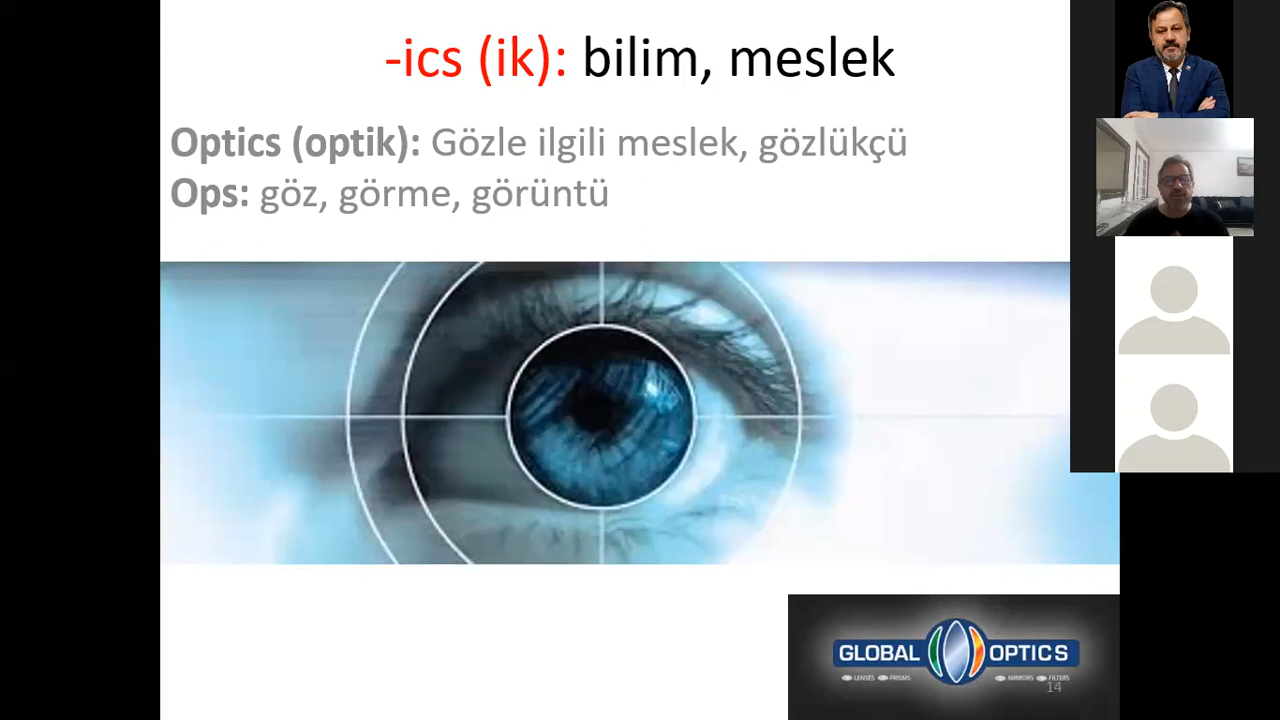 -ics (ik): bilim, meslek
Optics (optik): Gözle ilgili meslek, gözlükçü
Ops: göz, görme, görüntü
GLOBAL OPTICS
LENSES PRISMS MIRRORS FILTERS
14